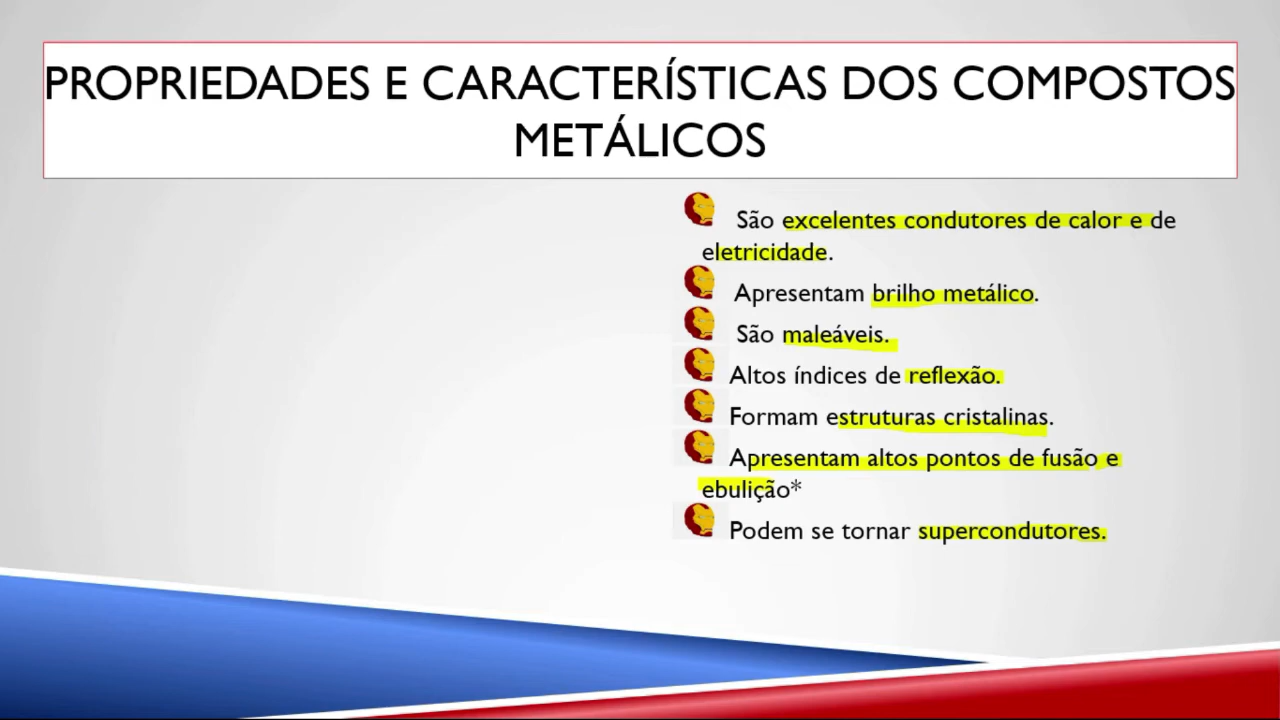 PROPRIEDADES E CARACTERÍSTICAS DOS COMPOSTOS
METÁLICOS
São excelentes condutores de calor e de
eletricidade.
Apresentam brilho metálico.
São maleáveis.
Altos índices de reflexão.
Formam estruturas cristalinas.
Apresentam altos pontos de fusão e
ebulição*
Podem se tornar supercondutores.